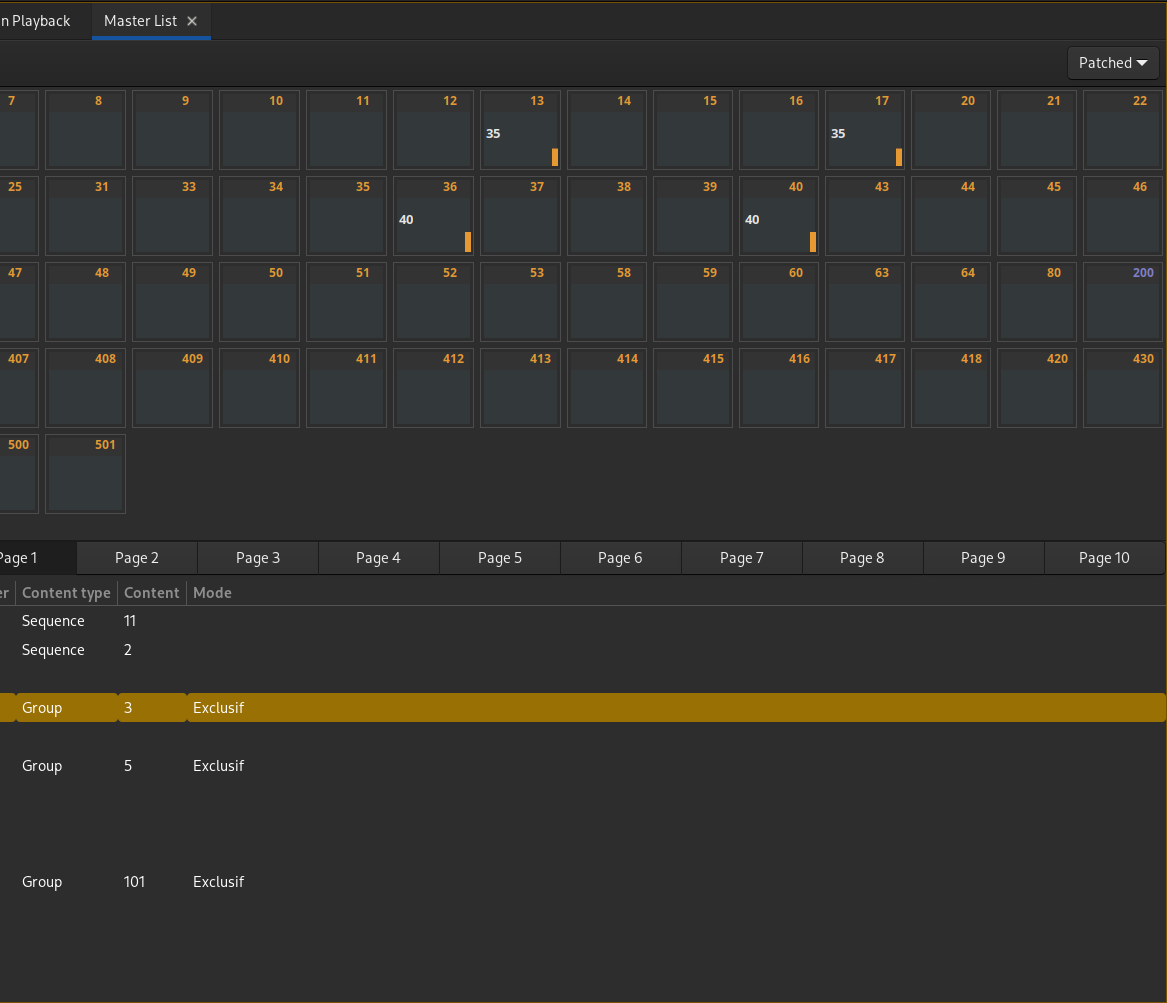 n Playback Master List ×
Patched
7 8 9 10 11 12 13 14 15 16 17 20 21 22
35 35
25 31 33 34 35 36 37 38 39 40 43 44 45 46
40 40
47 48 49 50 51 52 53 58 59 60 63 64 80 200
407 408 409 410 411 412 413 414 415 416 417 418 420 430
500 501
Page 1 Page 2 Page 3 Page 4 Page 5 Page 6 Page 7 Page 8 Page 9 Page 10
er Content type Content Mode
Sequence 11
Sequence 2
Group 3 Exclusif
Group 5 Exclusif
Group 101 Exclusif